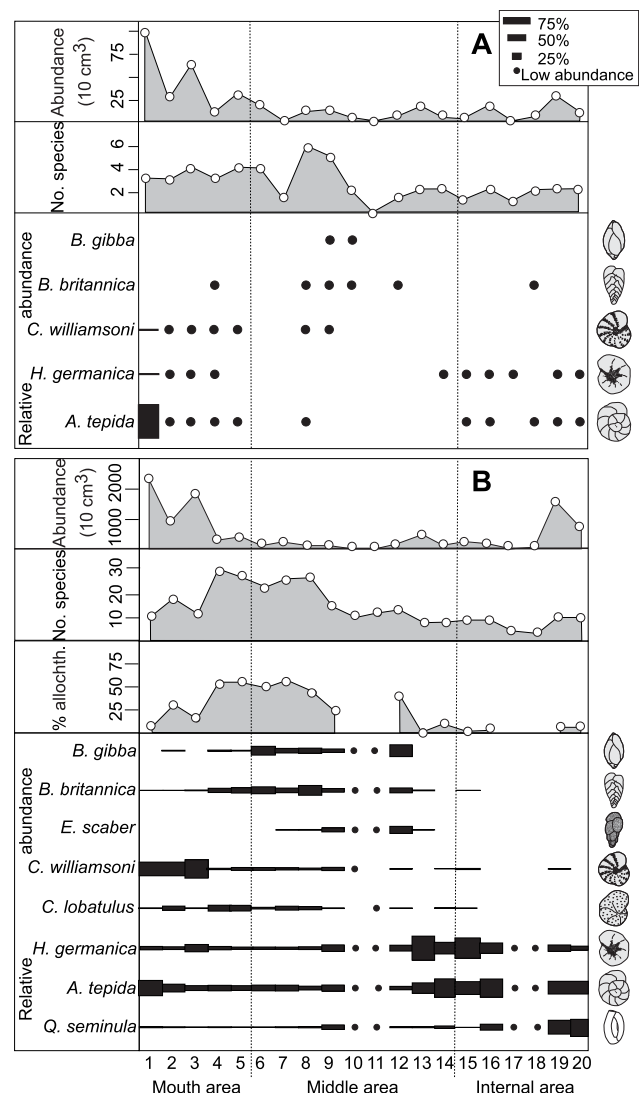 75%
50%
25%
Low abundance
A
Abundance
(10 cm³)
75
25
No. species
6
4
2
Relative abundance
B. gibba
B. britannica
C. williamsoni
H. germanica
A. tepida
B
Abundance
(10 cm³)
2000
1000
No. species
30
20
10
% allochth.
75
50
25
Relative abundance
B. gibba
B. britannica
E. scaber
C. williamsoni
C. lobatulus
H. germanica
A. tepida
Q. seminula
1 2 3 4 5 6 7 8 9 10 11 12 13 14 15 16 17 18 19 20
Mouth area Middle area Internal area